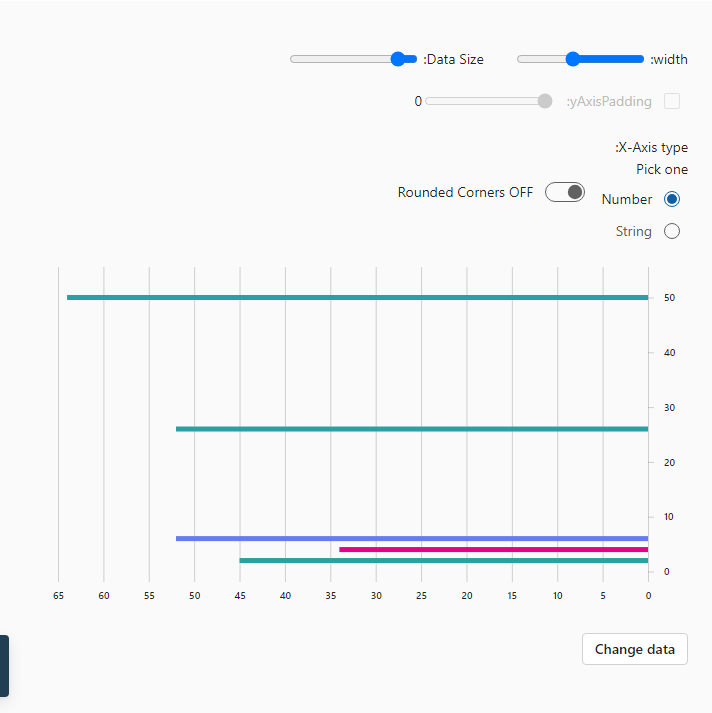 :width
:Data Size
:yAxisPadding
0
:X-Axis type
Pick one
Number
Rounded Corners OFF
String
50
40
30
20
10
0
65 60 55 50 45 40 35 30 25 20 15 10 5 0
Change data